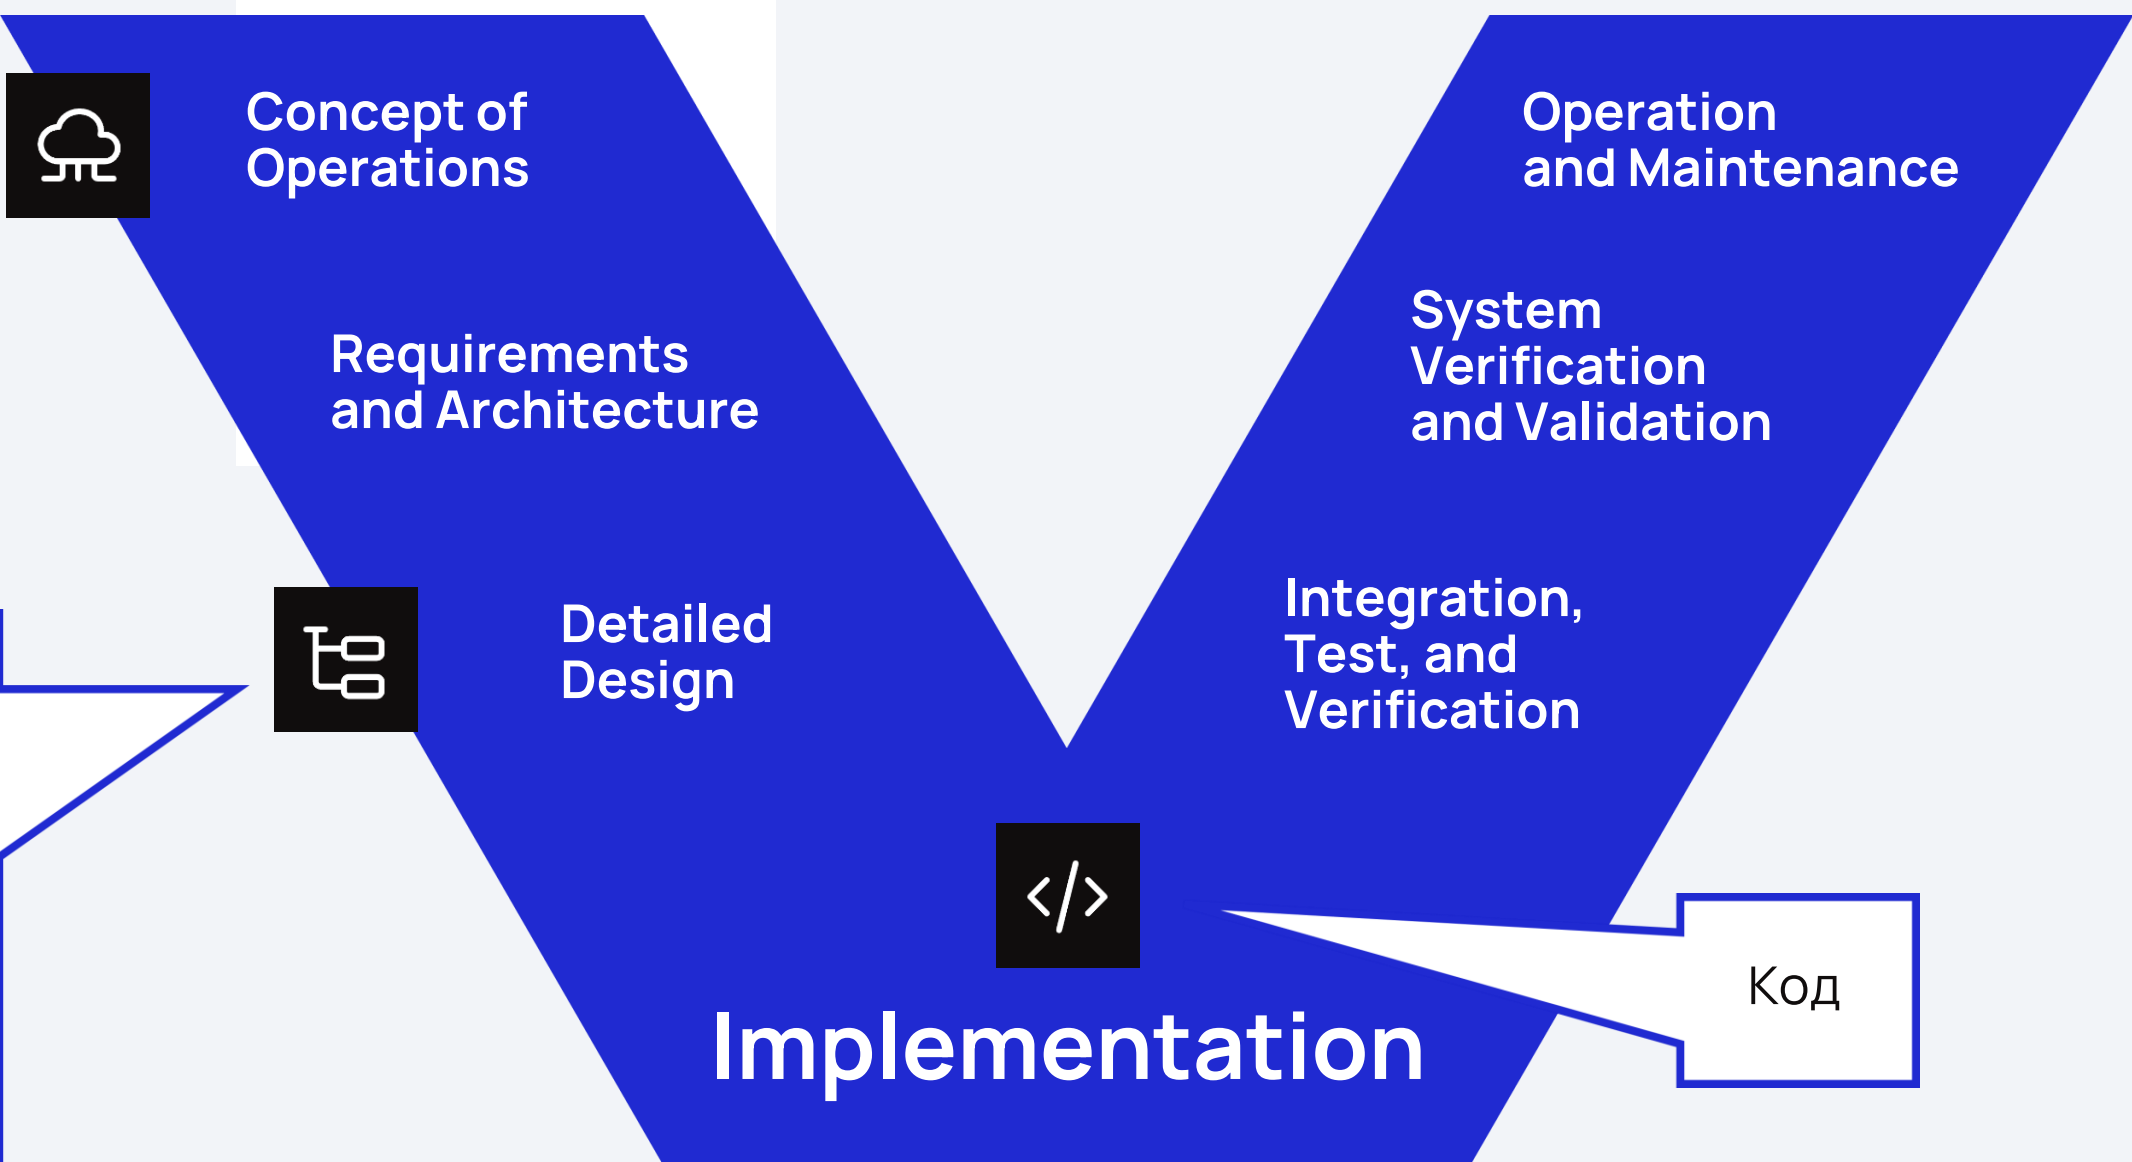 Concept of
Operations
Requirements
and Architecture
Detailed
Design
Implementation
Operation
and Maintenance
System
Verification
and Validation
Integration,
Test, and
Verification
Код